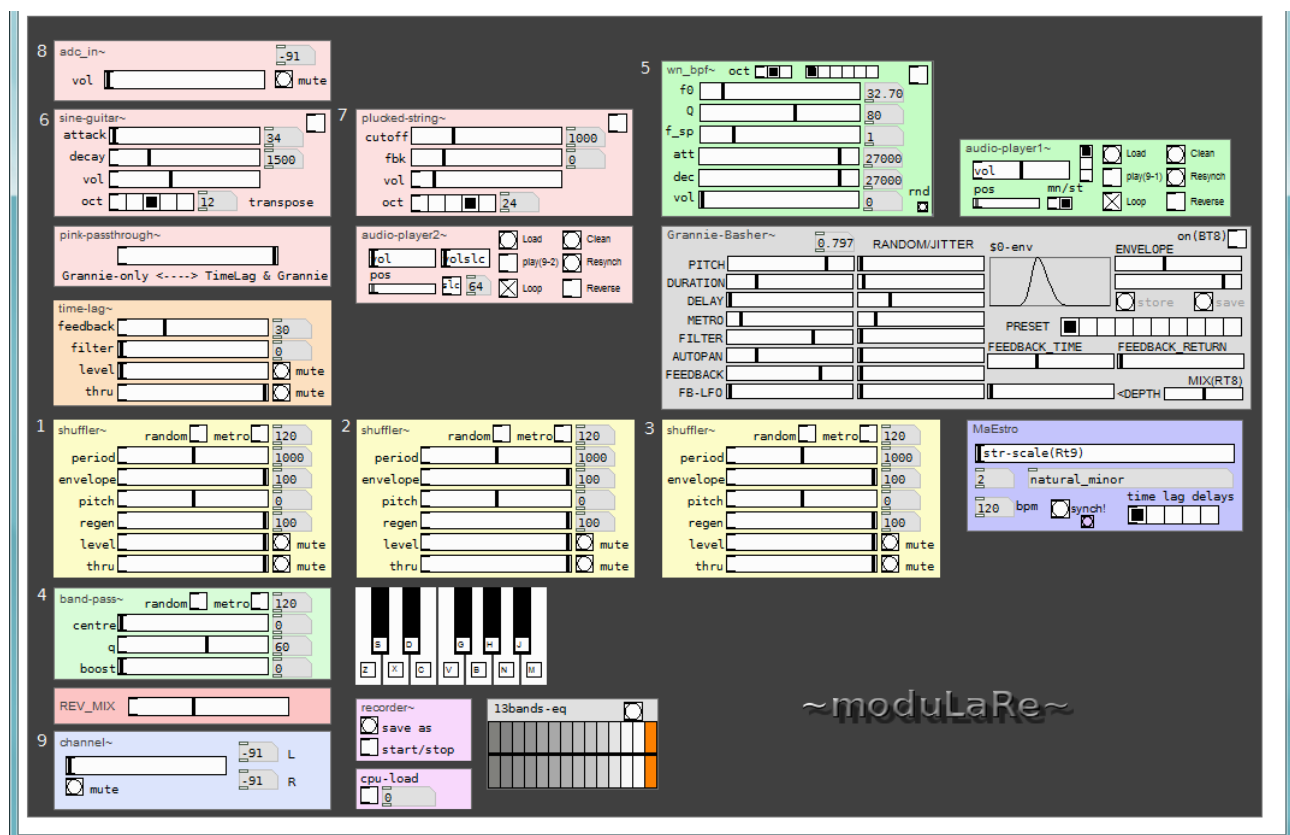 8 adc_in~ -91
vol mute
6 sine-guitar~
attack 34
decay 1500
vol
oct 12 transpose
7 plucked-string~
cutoff 1000
fbk 0
vol
oct 24
5 wn_bpf~ oct
f0 32.70
Q 80
f_sp 1
att 27000
dec 27000
vol 0 rnd
audio-player1~ Load Clean
vol play(9-1) Resynch
pos mn/st Loop Reverse
pink-passthrough~
Grannie-only <----> TimeLag & Grannie
audio-player2~ Load Clean
vol volslc play(9-2) Resynch
pos slc 64 Loop Reverse
Grannie-Basher~ 0.797 RANDOM/JITTER $0-env ENVELOPE on(BT8)
PITCH
DURATION
DELAY store save
METRO
PRESET
FILTER
FEEDBACK_TIME FEEDBACK_RETURN
AUTOPAN
FEEDBACK
FB-LFO <DEPTH MIX(RT8)
time-lag~
feedback 30
filter 0
level mute
thru mute
1 shuffler~ random metro 120
period 1000
envelope 100
pitch 0
regen 100
level mute
thru mute
2 shuffler~ random metro 120
period 1000
envelope 100
pitch 0
regen 100
level mute
thru mute
3 shuffler~ random metro 120
period 1000
envelope 100
pitch 0
regen 100
level mute
thru mute
MaEstro
str-scale(Rt9)
2 natural_minor
120 bpm synch! time lag delays
4 band-pass~ random metro 120
centre 0
q 60
boost 0
S D G H J
Z X C V B N M
REV_MIX
recorder~
save as
start/stop
13bands-eq
~moduLaRe~
9 channel~ -91 L
mute -91 R
cpu-load
0